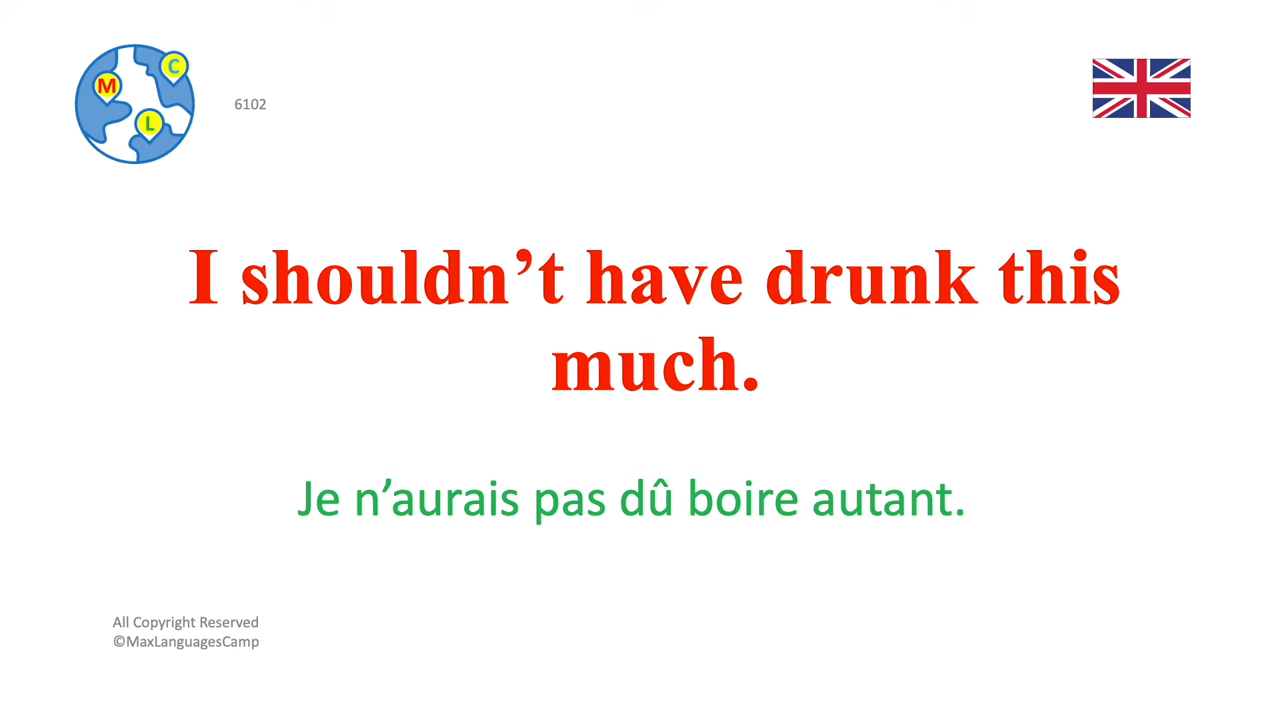 M
C
L
6102
I shouldn’t have drunk this
much.
Je n’aurais pas dû boire autant.
All Copyright Reserved
©MaxLanguagesCamp